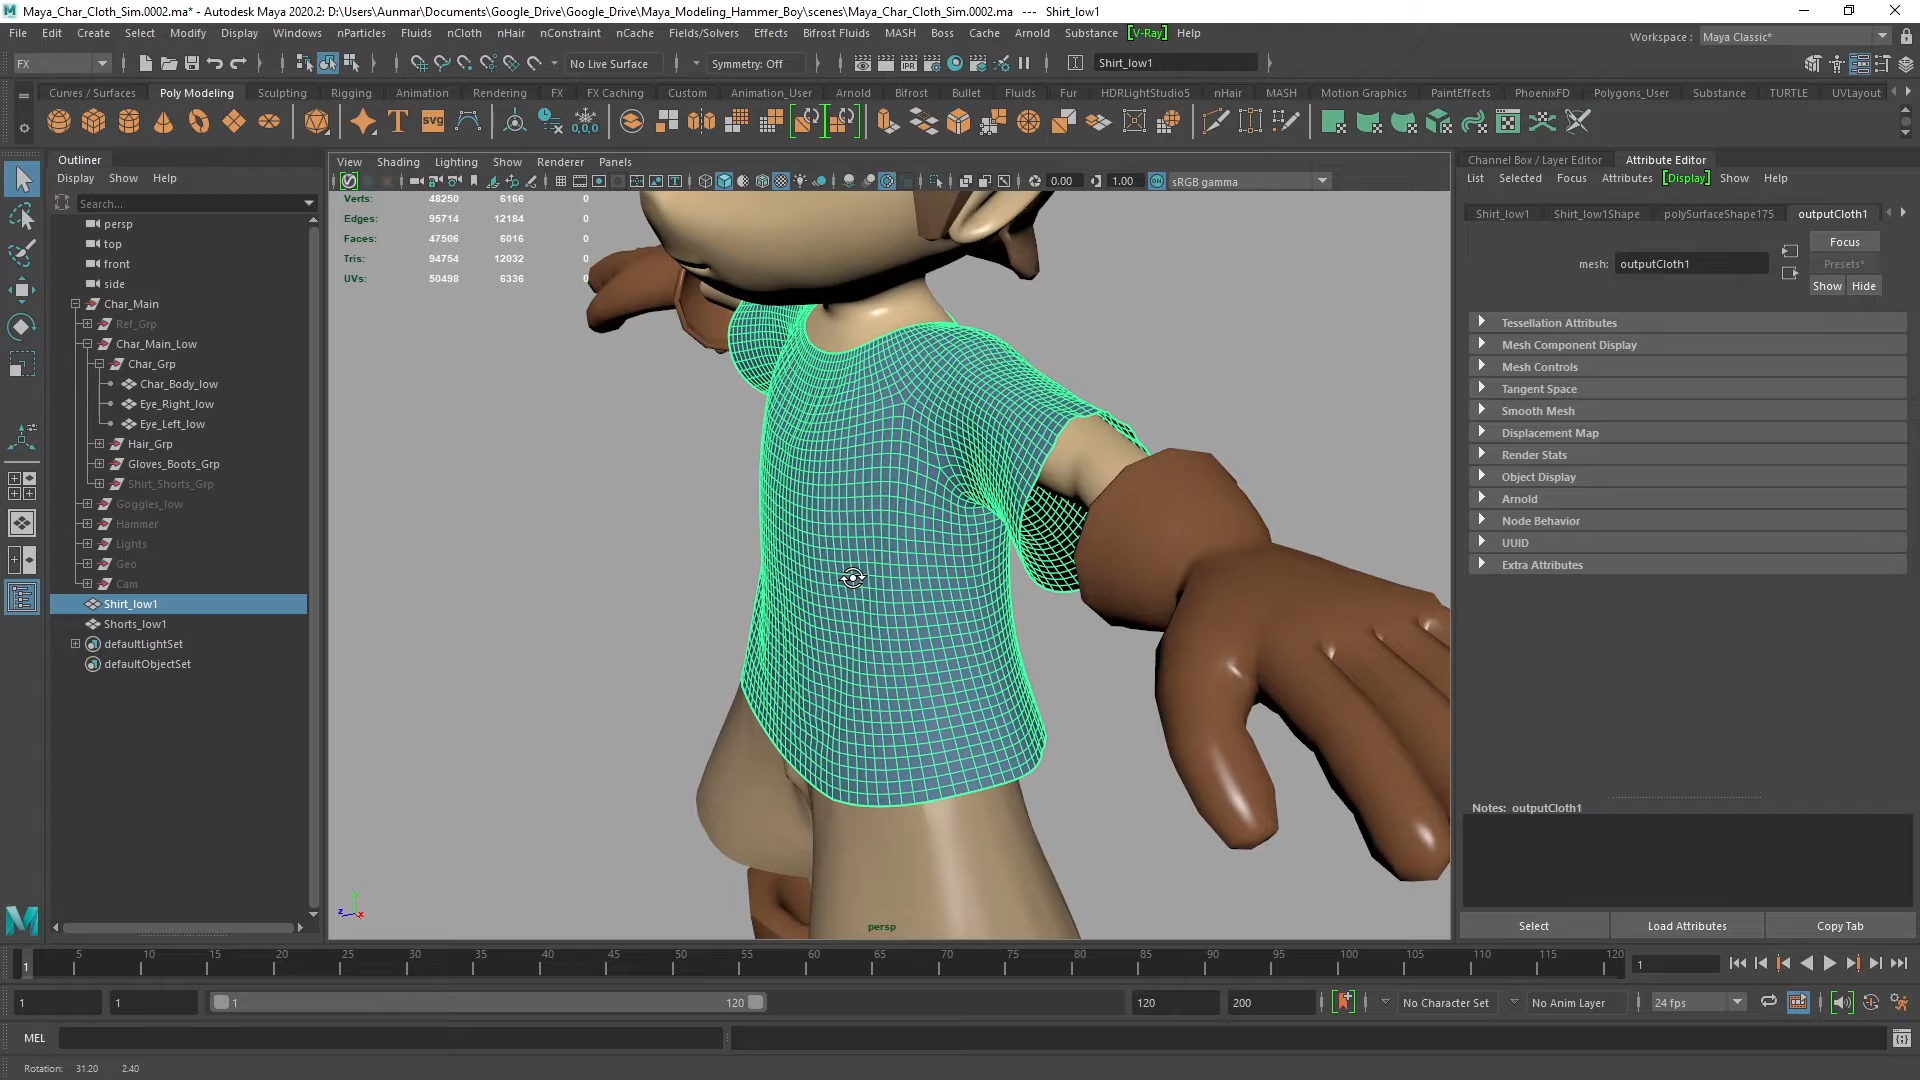 Maya_Char_Cloth_Sim.0002.ma* - Autodesk Maya 2020.2: D:\Users\Aunmar\Documents\Google_Drive\Google_Drive\Maya_Modeling_Hammer_Boy\scenes\Maya_Char_Cloth_Sim.0002.ma --- Shirt_low1
File Edit Create Select Modify Display Windows nParticles Fluids nCloth nHair nConstraint nCache Fields/Solvers Effects Bifrost Fluids MASH Boss Cache Arnold Substance [V-Ray] Help
Workspace : Maya Classic*
FX No Live Surface Symmetry: Off IPR Shirt_low1
Curves / Surfaces Poly Modeling Sculpting Rigging Animation Rendering FX FX Caching Custom Animation_User Arnold Bifrost Bullet Fluids Fur HDRLightStudio5 nHair MASH Motion Graphics PaintEffects PhoenixFD Polygons_User Substance TURTLE UVLayout
T SVG 0,0,0
Outliner
Display Show Help
Search...
persp
top
front
side
Char_Main
Ref_Grp
Char_Main_Low
Char_Grp
Char_Body_low
Eye_Right_low
Eye_Left_low
Hair_Grp
Gloves_Boots_Grp
Shirt_Shorts_Grp
Goggles_low
Hammer
Lights
Geo
Cam
Shirt_low1
Shorts_low1
defaultLightSet
defaultObjectSet
View Shading Lighting Show Renderer Panels
0.00 1.00 ON sRGB gamma
Verts: 48250 6166 0
Edges: 95714 12184 0
Faces: 47506 6016 0
Tris: 94754 12032 0
UVs: 50498 6336 0
z x
persp
Channel Box / Layer Editor Attribute Editor
List Selected Focus Attributes [Display] Show Help
Shirt_low1 Shirt_low1Shape polySurfaceShape175 outputCloth1
mesh: outputCloth1
Focus
Presets*
Show Hide
Tessellation Attributes
Mesh Component Display
Mesh Controls
Tangent Space
Smooth Mesh
Displacement Map
Render Stats
Object Display
Arnold
Node Behavior
UUID
Extra Attributes
Notes: outputCloth1
Select Load Attributes Copy Tab
1 5 10 15 20 25 30 35 40 45 50 55 60 65 70 75 80 85 90 95 100 105 110 115 120 1
1 1 1 120 120 200 No Character Set No Anim Layer 24 fps
MEL
Rotation: 31.20 2.40